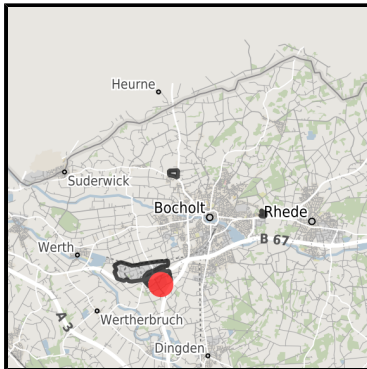 Heurne
Suderwick
Bocholt
Rhede
Werth
B 67
A 3
Wertherbruch
Dingden